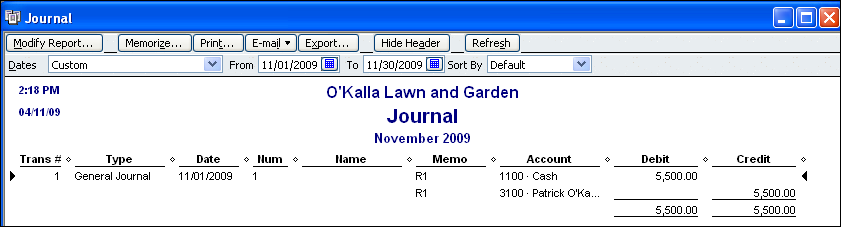 Journal
Modify Report... Memorize... Print... E-mail Export... Hide Header Refresh
Dates Custom From 11/01/2009 To 11/30/2009 Sort By Default
2:18 PM O'Kalla Lawn and Garden
04/11/09 Journal
November 2009
Trans # Type Date Num Name Memo Account Debit Credit
1 General Journal 11/01/2009 1 R1 1100 · Cash 5,500.00
R1 3100 · Patrick O'Ka... 5,500.00
5,500.00 5,500.00